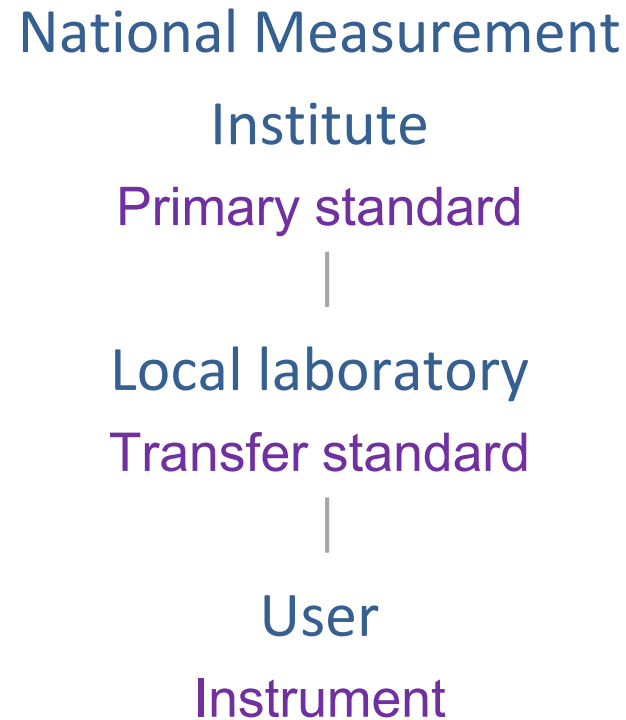 National Measurement
Institute
Primary standard
Local laboratory
Transfer standard
User
Instrument